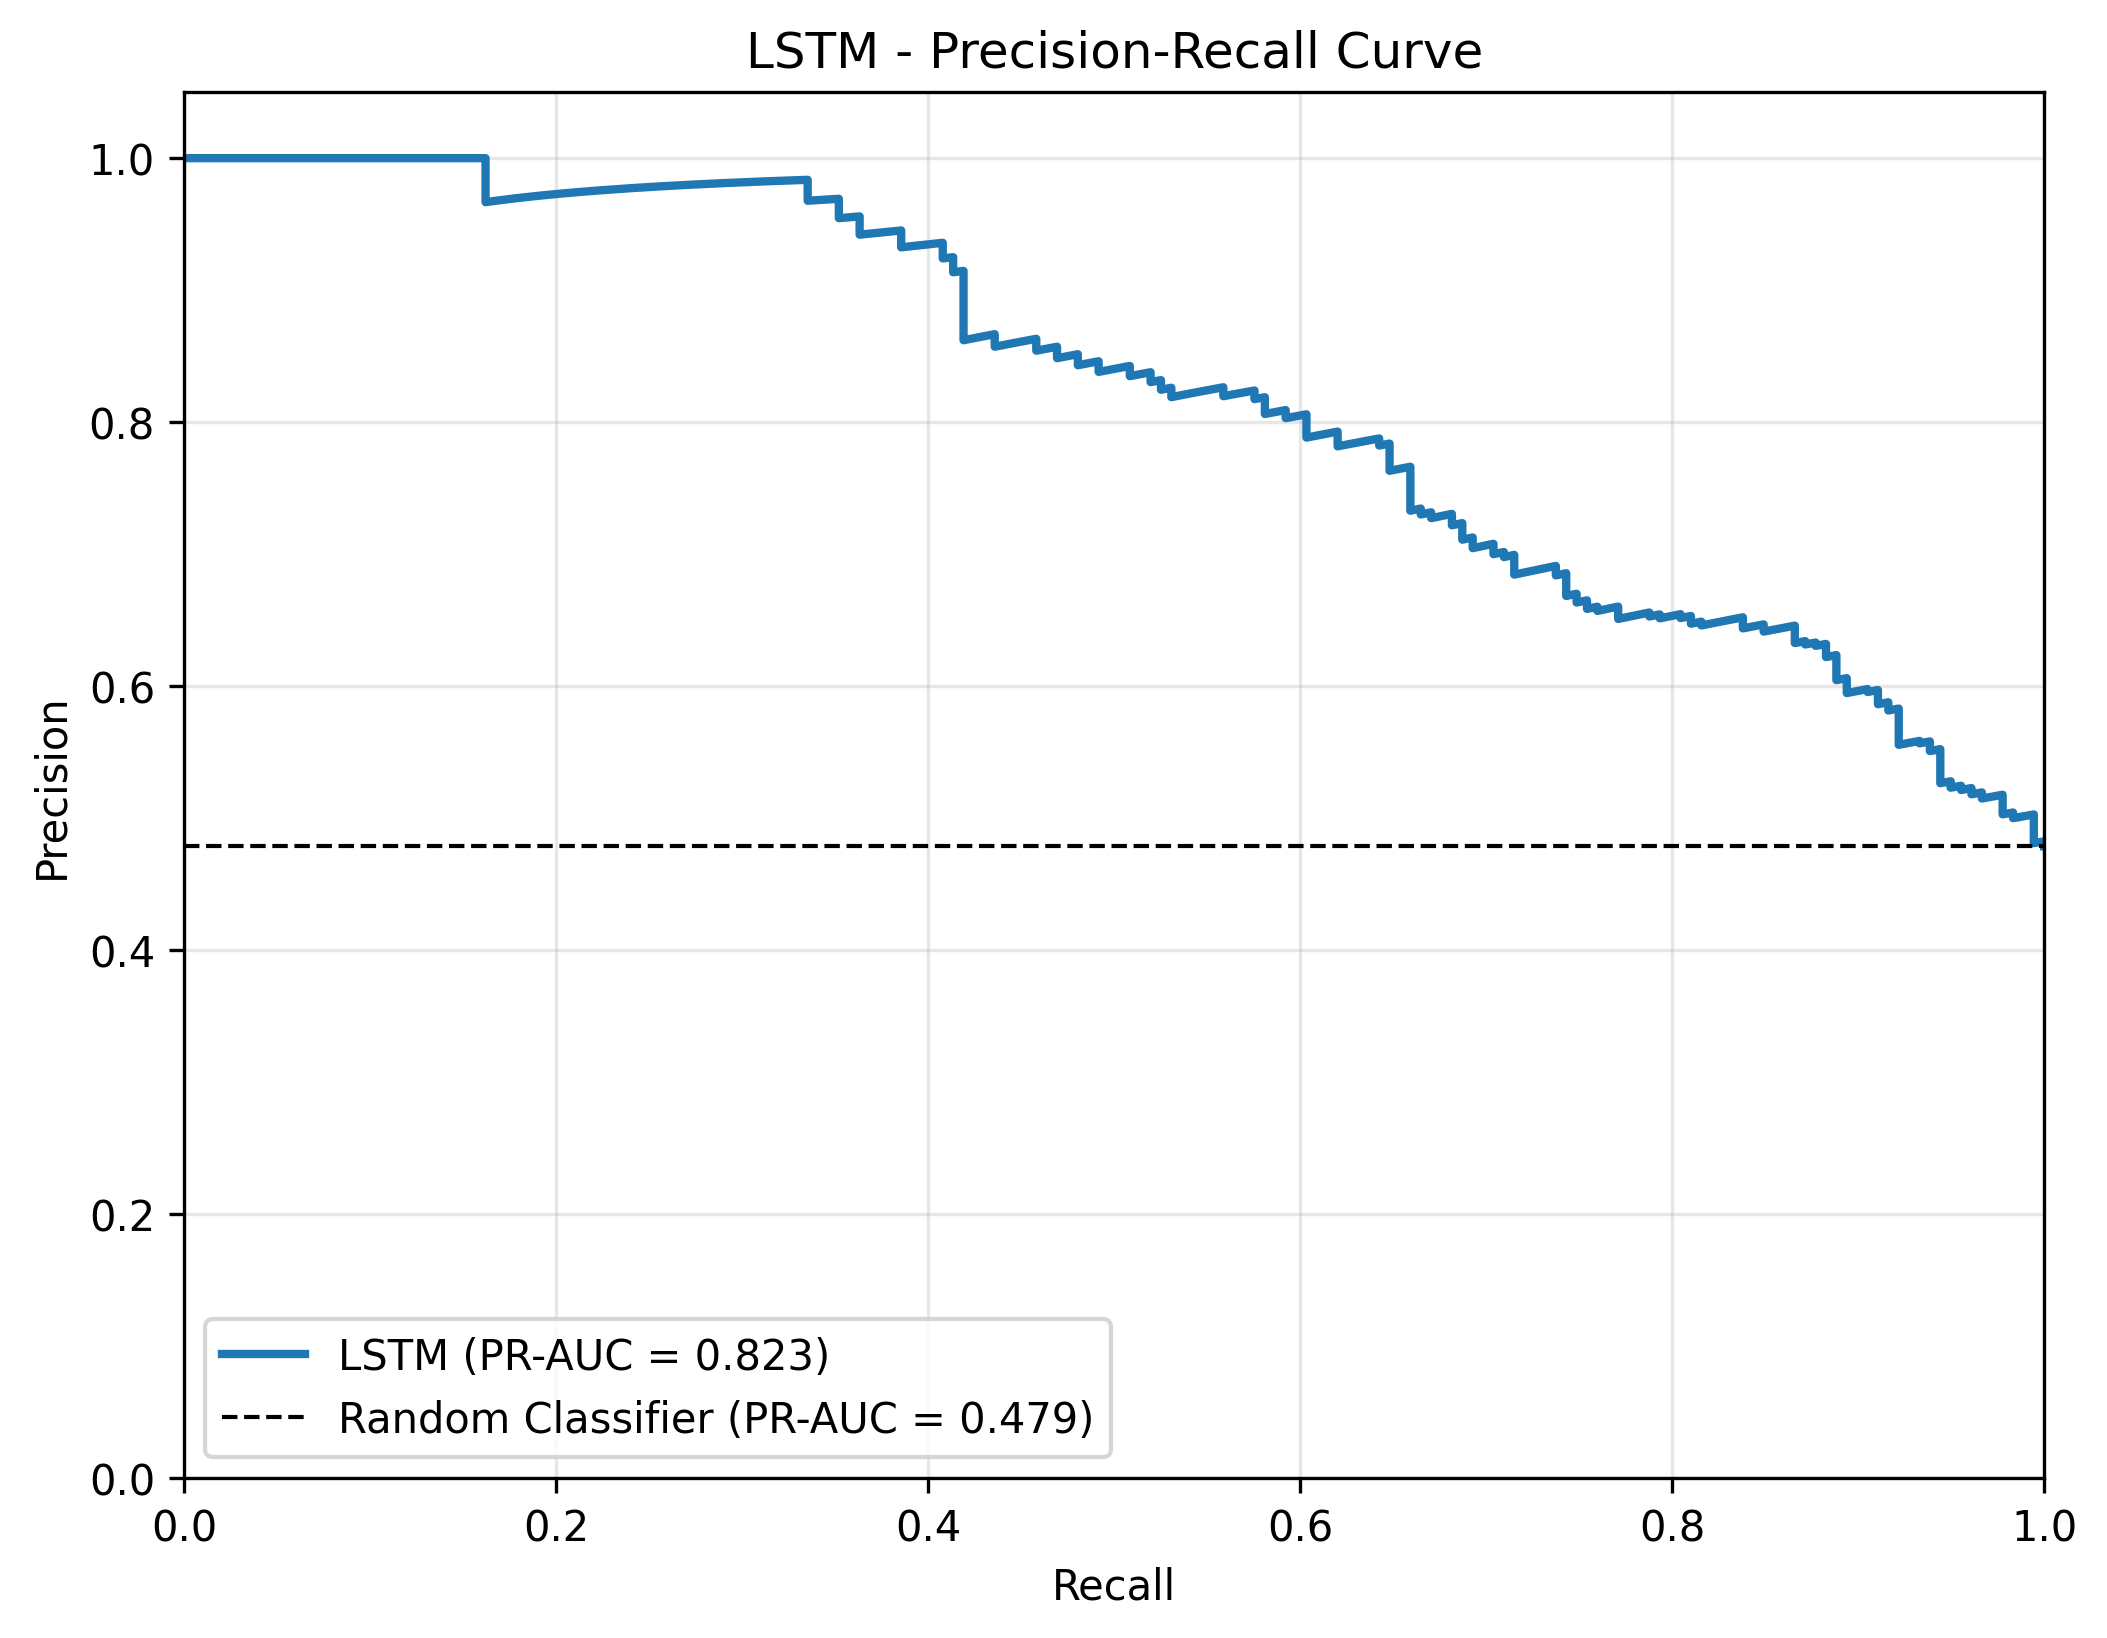 LSTM - Precision-Recall Curve
1.0
0.8
0.6
0.4
0.2
0.0
Precision
LSTM (PR-AUC = 0.823)
Random Classifier (PR-AUC = 0.479)
0.0 0.2 0.4 0.6 0.8 1.0
Recall